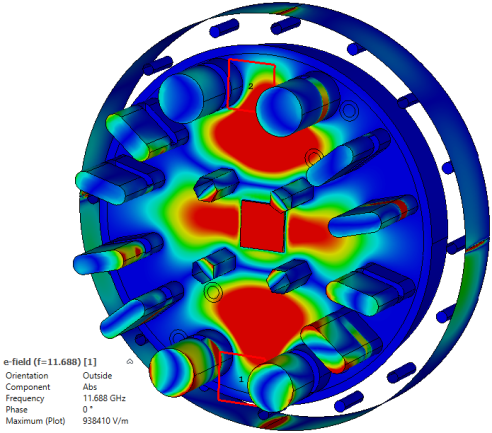 2
1
e-field (f=11.688) [1]
Orientation Outside
Component Abs
Frequency 11.688 GHz
Phase 0 °
Maximum (Plot) 938410 V/m